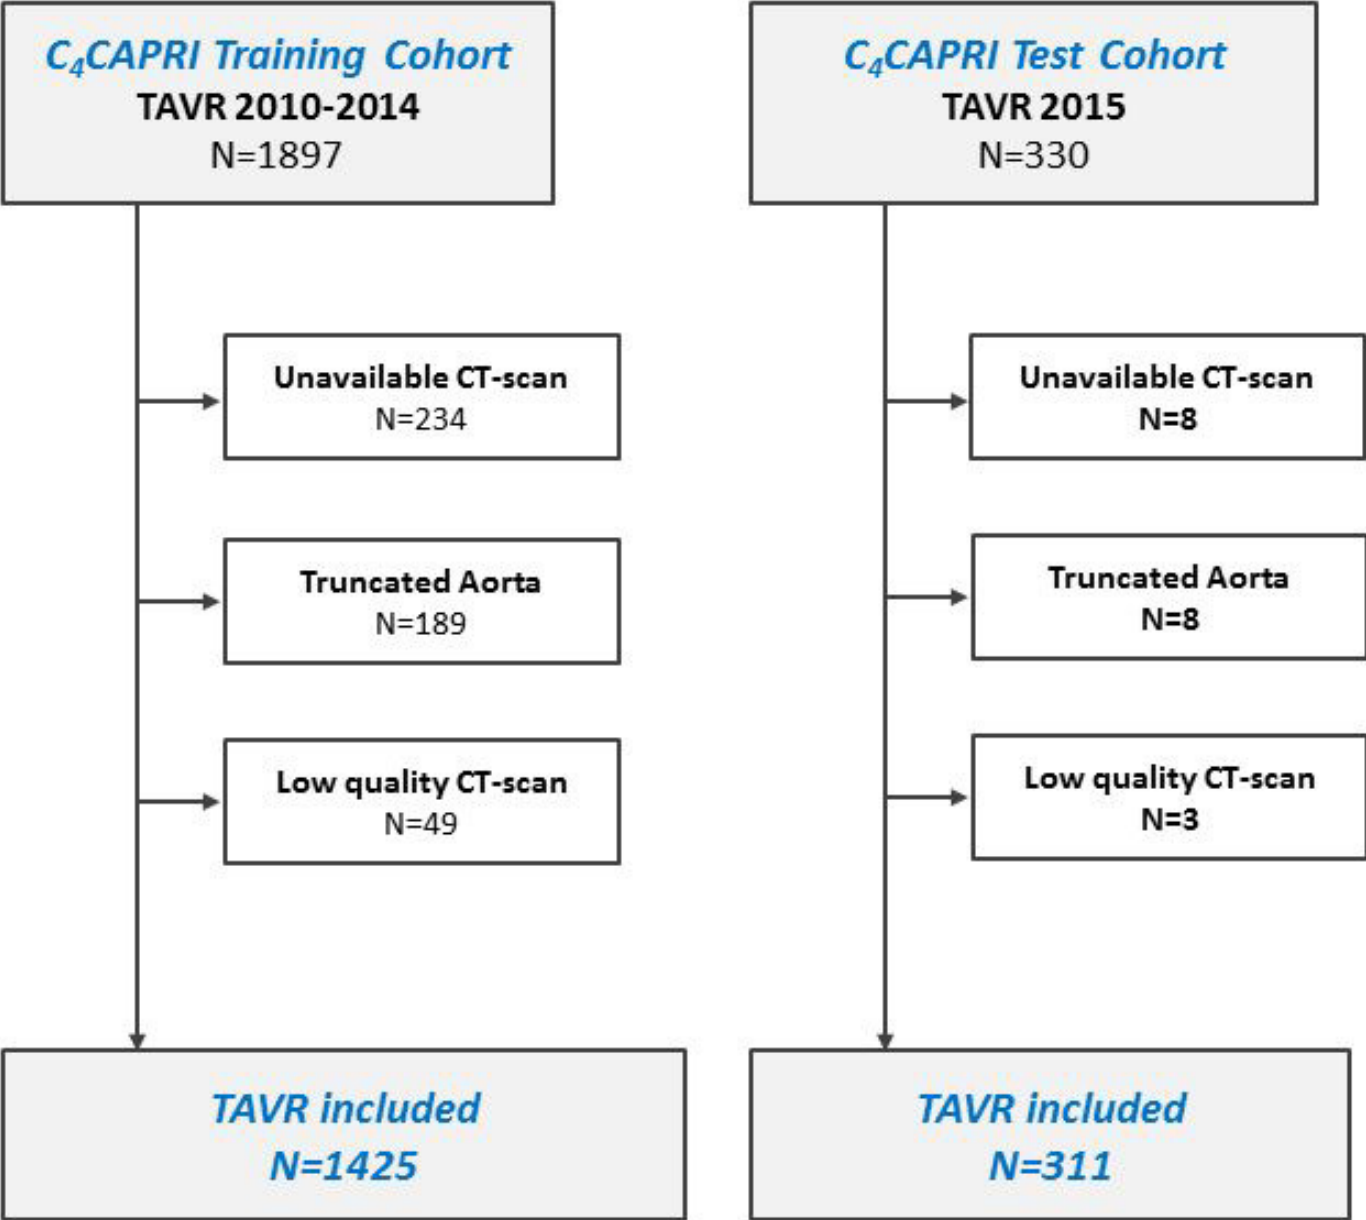 C₄CAPRI Training Cohort
TAVR 2010-2014
N=1897
Unavailable CT-scan
N=234
Truncated Aorta
N=189
Low quality CT-scan
N=49
TAVR included
N=1425
C₄CAPRI Test Cohort
TAVR 2015
N=330
Unavailable CT-scan
N=8
Truncated Aorta
N=8
Low quality CT-scan
N=3
TAVR included
N=311